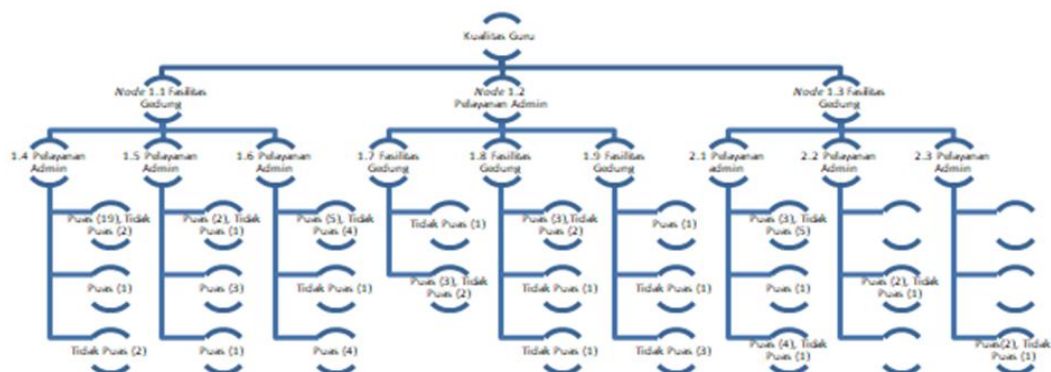 Kualitas Guru
Node 1.1 Fasilitas
Gedung
Node 1.2
Pelayanan Admin
Node 1.3 Fasilitas
Gedung
1.4 Pelayanan
Admin
1.5 Pelayanan
Admin
1.6 Pelayanan
Admin
1.7 Fasilitas
Gedung
1.8 Fasilitas
Gedung
1.9 Fasilitas
Gedung
2.1 Pelayanan
admin
2.2 Pelayanan
Admin
2.3 Pelayanan
Admin
Puas (19), Tidak
Puas (2)
Puas (1)
Tidak Puas (2)
Puas (2), Tidak
Puas (1)
Puas (3)
Puas (1)
Puas (5), Tidak
Puas (4)
Tidak Puas (1)
Puas (4)
Tidak Puas (1)
Puas (3), Tidak
Puas (2)
Puas (3),Tidak
Puas (2)
Tidak Puas (1)
Tidak Puas (1)
Puas (1)
Tidak Puas (1)
Tidak Puas (3)
Puas (3), Tidak
Puas (5)
Puas (1)
Puas (4), Tidak
Puas (1)
Puas (2), Tidak
Puas (1)
Puas(2), Tidak
Puas (1)